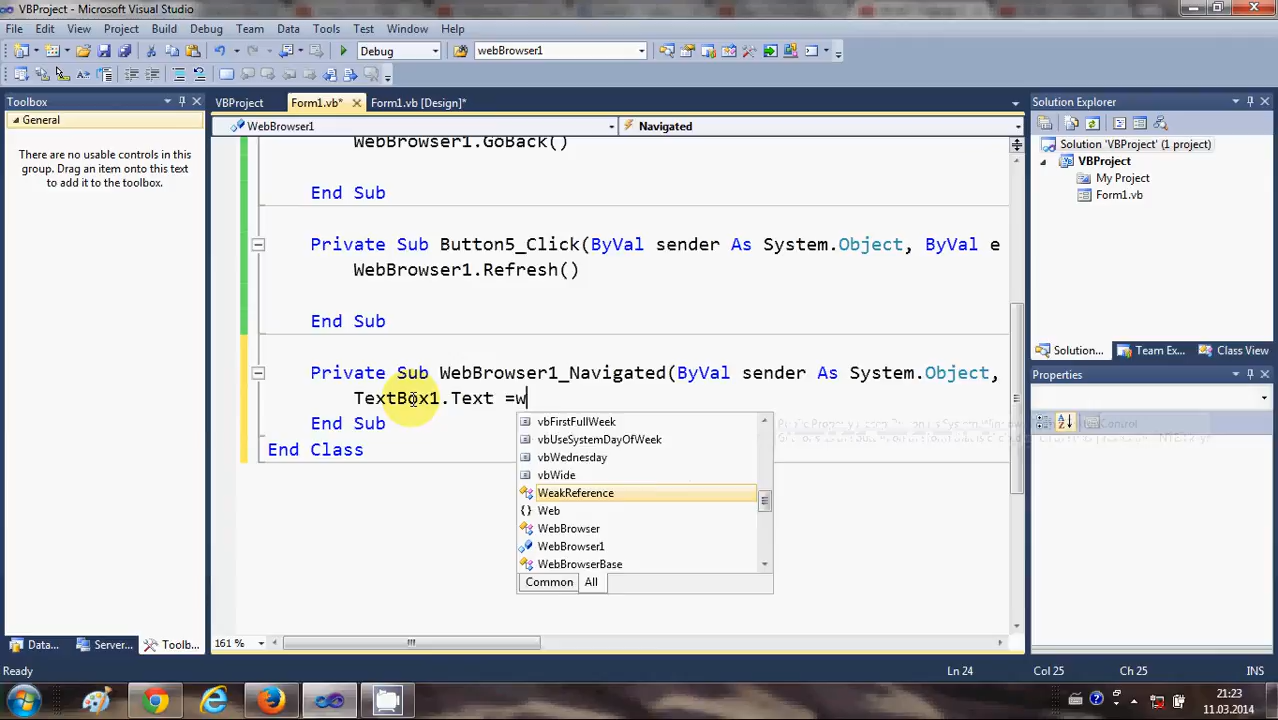 VBProject - Microsoft Visual Studio
File Edit View Project Build Debug Team Data Tools Test Window Help
Debug webBrowser1
Toolbox
VBProject Form1.vb* Form1.vb [Design]*
Solution Explorer
General
WebBrowser1 Navigated
There are no usable controls in this
group. Drag an item onto this text
to add it to the toolbox.
Solution 'VBProject' (1 project)
VBProject
My Project
Form1.vb
WebBrowser1.GoBack()
End Sub
Private Sub Button5_Click(ByVal sender As System.Object, ByVal e
WebBrowser1.Refresh()
End Sub
Private Sub WebBrowser1_Navigated(ByVal sender As System.Object,
TextBox1.Text =w
End Sub
End Class
vbFirstFullWeek
vbUseSystemDayOfWeek
vbWednesday
vbWide
WeakReference
Web
WebBrowser
WebBrowser1
WebBrowserBase
Common All
Solution... Team Ex... Class View
Properties
Data... Server... Toolb...
161 %
Ready Ln 24 Col 25 Ch 25 INS
21:23
11.03.2014